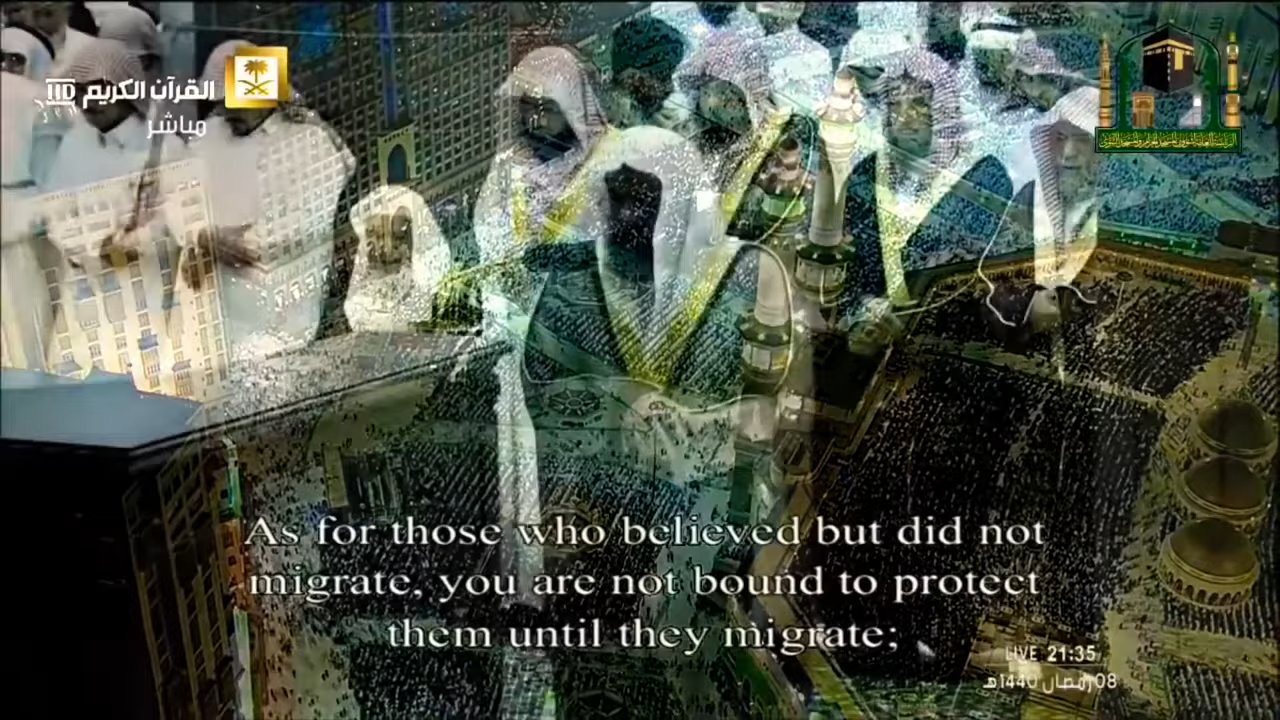 القرآن الكريم HD
مباشر
As for those who believed but did not
migrate, you are not bound to protect
them until they migrate;
LIVE 21:35
08 رمضان 1440هـ